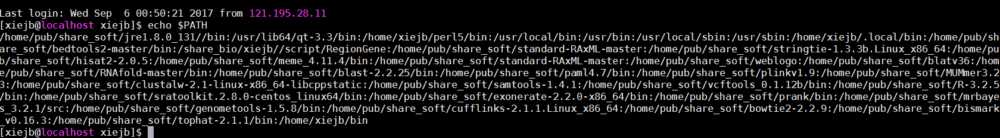 Last login: Wed Sep  6 00:50:21 2017 from 121.195.28.11
[xiejb@localhost xiejb]$ echo $PATH
/home/pub/share_soft/jre1.8.0_131//bin:/usr/lib64/qt-3.3/bin:/home/xiejb/perl5/bin:/usr/local/bin:/usr/bin:/usr/local/sbin:/usr/sbin:/home/xiejb/.local/bin:/home/pub/sh
are_soft/bedtools2-master/bin:/share_bio/xiejb//script/RegionGene:/home/pub/share_soft/standard-RAxML-master:/home/pub/share_soft/stringtie-1.3.3b.Linux_x86_64:/home/pu
b/share_soft/hisat2-2.0.5:/home/pub/share_soft/meme_4.11.4/bin:/home/pub/share_soft/standard-RAxML-master:/home/pub/share_soft/weblogo:/home/pub/share_soft/blatv36:/hom
e/pub/share_soft/RNAfold-master/bin:/home/pub/share_soft/blast-2.2.25/bin:/home/pub/share_soft/paml4.7/bin:/home/pub/share_soft/plinkv1.9:/home/pub/share_soft/MUMmer3.2
3:/home/pub/share_soft/clustalw-2.1-linux-x86_64-libcppstatic:/home/pub/share_soft/samtools-1.4.1:/home/pub/share_soft/vcftools_0.1.12b/bin:/home/pub/share_soft/R-3.2.5
/bin:/home/pub/share_soft/sratoolkit.2.8.0-centos_linux64/bin:/home/pub/share_soft/exonerate-2.2.0-x86_64/bin:/home/pub/share_soft/prank/bin:/home/pub/share_soft/mrbaye
s_3.2.1/src:/home/pub/share_soft/genometools-1.5.8/bin:/home/pub/share_soft/cufflinks-2.1.1.Linux_x86_64:/home/pub/share_soft/bowtie2-2.2.9:/home/pub/share_soft/bismark
_v0.16.3:/home/pub/share_soft/tophat-2.1.1/bin:/home/xiejb/bin
[xiejb@localhost xiejb]$